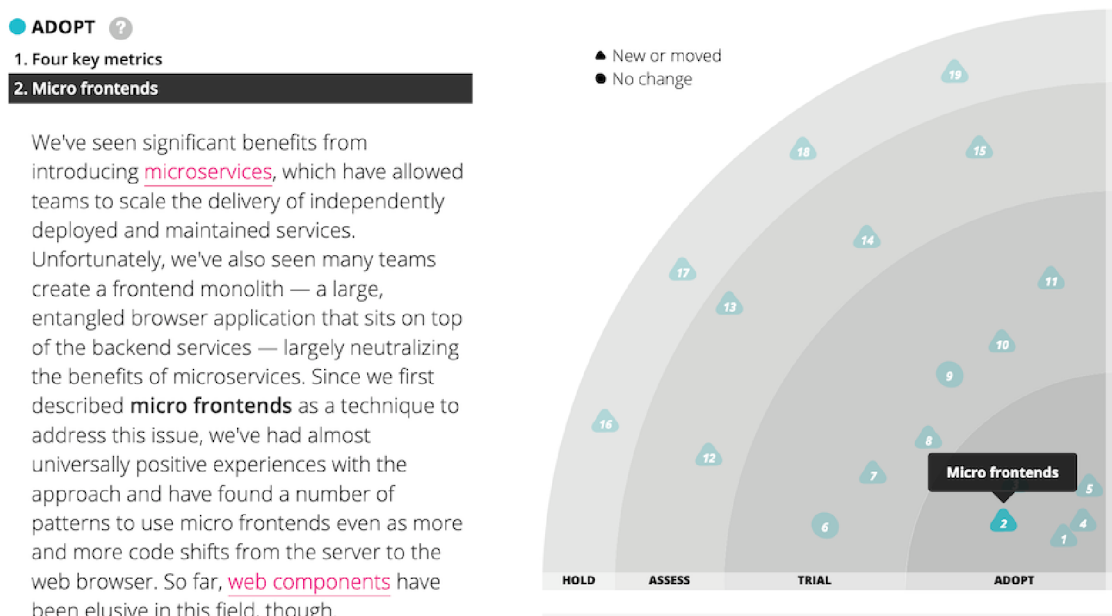 ADOPT ?
1. Four key metrics
2. Micro frontends
We've seen significant benefits from
introducing microservices, which have allowed
teams to scale the delivery of independently
deployed and maintained services.
Unfortunately, we've also seen many teams
create a frontend monolith — a large,
entangled browser application that sits on top
of the backend services — largely neutralizing
the benefits of microservices. Since we first
described micro frontends as a technique to
address this issue, we've had almost
universally positive experiences with the
approach and have found a number of
patterns to use micro frontends even as more
and more code shifts from the server to the
web browser. So far, web components have
been elusive in this field, though
New or moved
No change
19
18
15
14
17
13
11
10
9
16
8
12
7
Micro frontends
5
6
2
4
1
HOLD
ASSESS
TRIAL
ADOPT